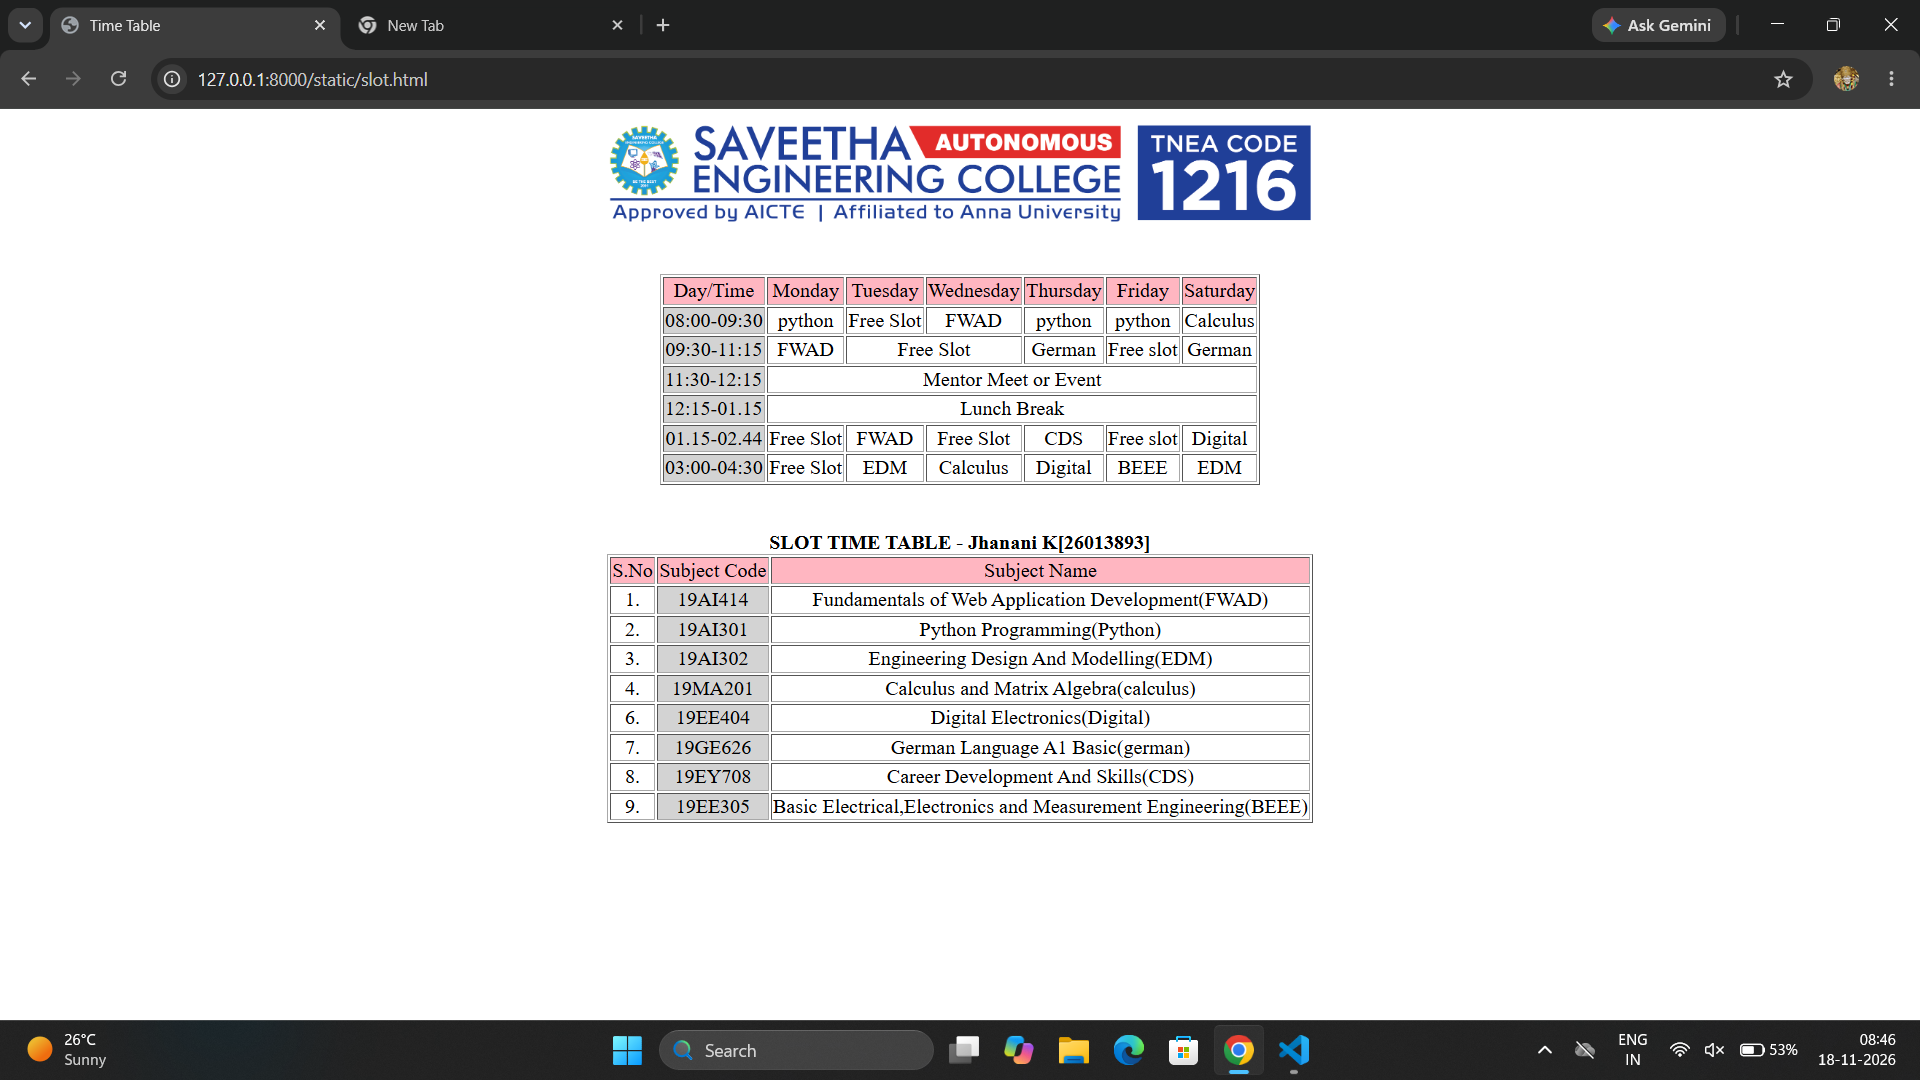 Time Table
New Tab
Ask Gemini
127.0.0.1:8000/static/slot.html
SAVEETHA
ENGINEERING COLLEGE
BE THE BEST
2001
SAVEETHA AUTONOMOUS
ENGINEERING COLLEGE
Approved by AICTE | Affiliated to Anna University
TNEA CODE
1216
Day/Time Monday Tuesday Wednesday Thursday Friday Saturday
08:00-09:30 python Free Slot FWAD python python Calculus
09:30-11:15 FWAD Free Slot German Free slot German
11:30-12:15 Mentor Meet or Event
12:15-01.15 Lunch Break
01.15-02.44 Free Slot FWAD Free Slot CDS Free slot Digital
03:00-04:30 Free Slot EDM Calculus Digital BEEE EDM
SLOT TIME TABLE - Jhanani K[26013893]
S.No Subject Code Subject Name
1. 19AI414 Fundamentals of Web Application Development(FWAD)
2. 19AI301 Python Programming(Python)
3. 19AI302 Engineering Design And Modelling(EDM)
4. 19MA201 Calculus and Matrix Algebra(calculus)
6. 19EE404 Digital Electronics(Digital)
7. 19GE626 German Language A1 Basic(german)
8. 19EY708 Career Development And Skills(CDS)
9. 19EE305 Basic Electrical,Electronics and Measurement Engineering(BEEE)
26°C
Sunny
Search
ENG
IN
53%
08:46
18-11-2026